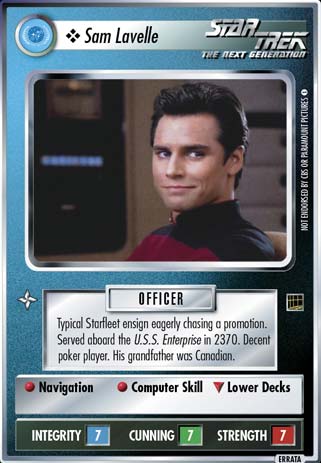 ❖ Sam Lavelle
STAR TREK
THE NEXT GENERATION
NOT ENDORSED BY CBS OR PARAMOUNT PICTURES
OFFICER
Typical Starfleet ensign eagerly chasing a promotion.
Served aboard the U.S.S. Enterprise in 2370. Decent
poker player. His grandfather was Canadian.
Navigation
Computer Skill
Lower Decks
INTEGRITY 7 CUNNING 7 STRENGTH 7
ERRATA